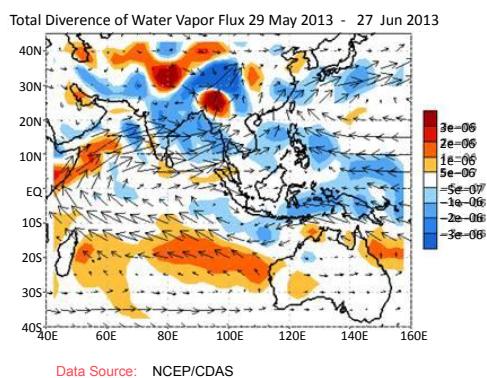 Total Diverence of Water Vapor Flux 29 May 2013 - 27 Jun 2013
40N
30N
20N
10N
EQ
10S
20S
30S
40S
40E 60E 80E 100E 120E 140E 160E
3e-06
2e-06
1e-06
5e-06
-5e-07
-1e-06
-2e-06
-3e-06
Data Source: NCEP/CDAS